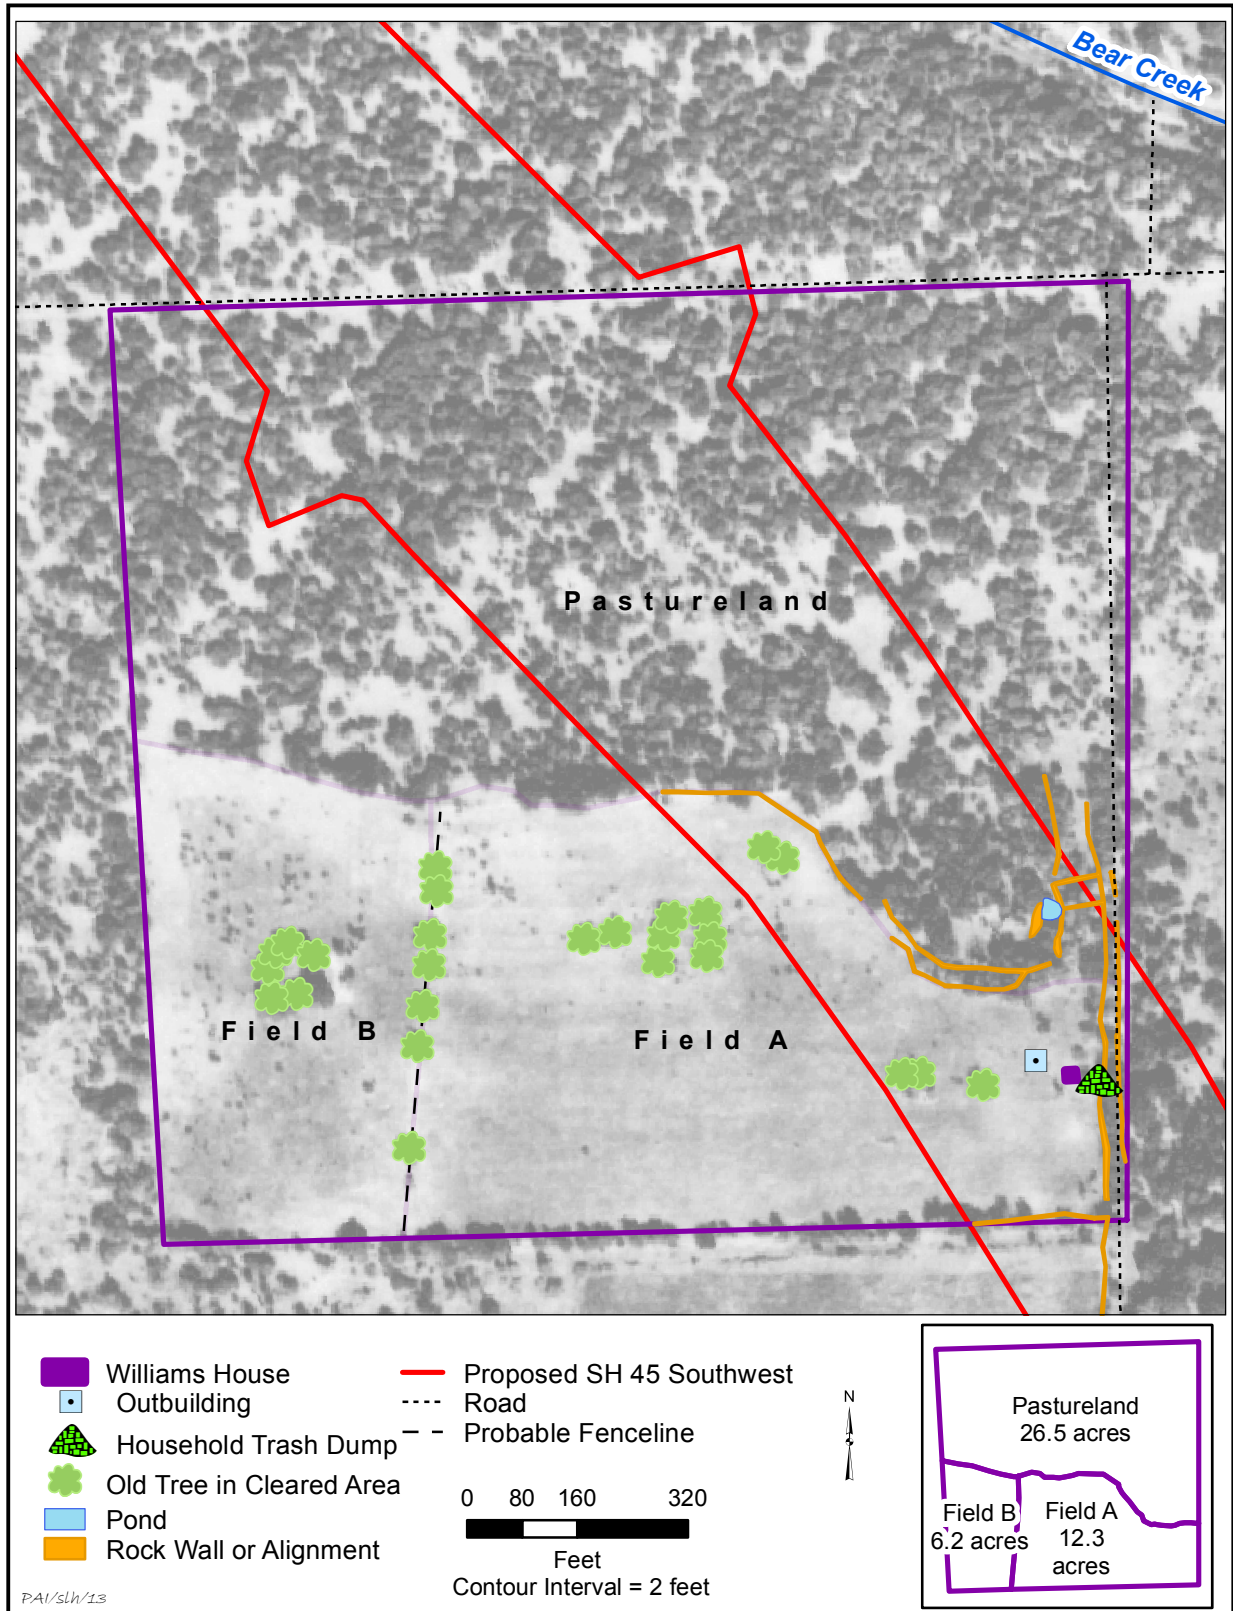 Bear Creek
Pastureland
Field B
Field A
Williams House
Outbuilding
Household Trash Dump
Old Tree in Cleared Area
Pond
Rock Wall or Alignment
Proposed SH 45 Southwest
Road
Probable Fenceline
0 80 160 320
Feet
Contour Interval = 2 feet
N
Pastureland
26.5 acres
Field B
6.2 acres
Field A
12.3
acres
PAI/slh/13